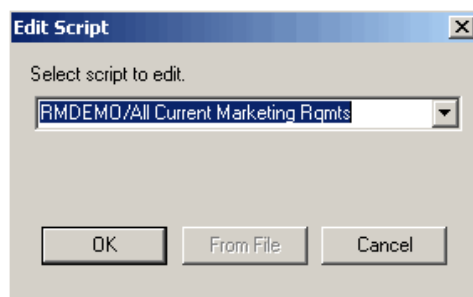 Edit Script
Select script to edit.
RMDEMO/All Current Marketing Rqmts
OK From File Cancel